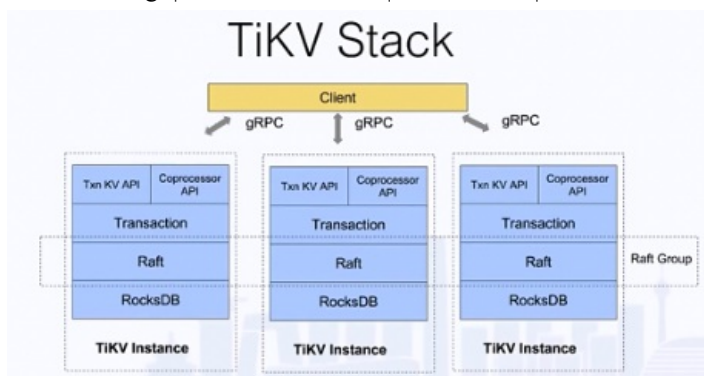 TiKV Stack
Client
gRPC gRPC gRPC
Txn KV API Coprocessor API Txn KV API Coprocessor API Txn KV API Coprocessor API
Transaction Transaction Transaction
Raft Raft Raft Raft Group
RocksDB RocksDB RocksDB
TiKV Instance TiKV Instance TiKV Instance